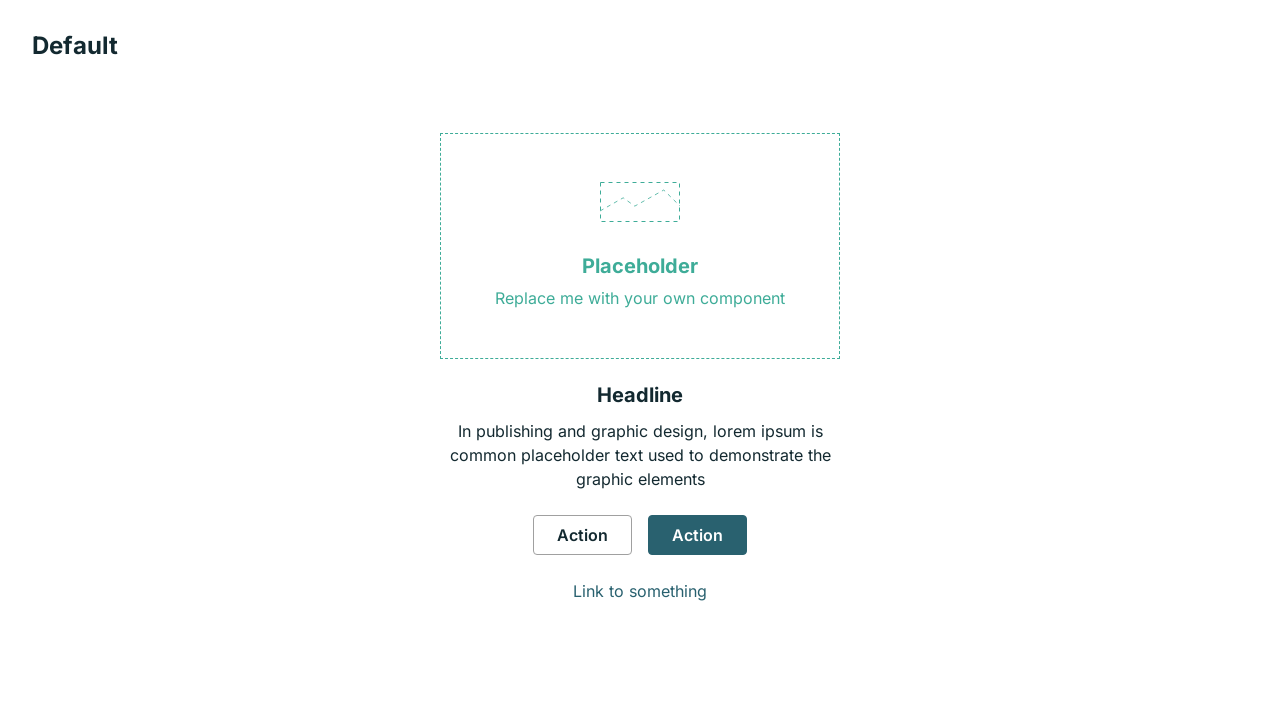 Default
Placeholder
Replace me with your own component
Headline
In publishing and graphic design, lorem ipsum is
common placeholder text used to demonstrate the
graphic elements
Action Action
Link to something